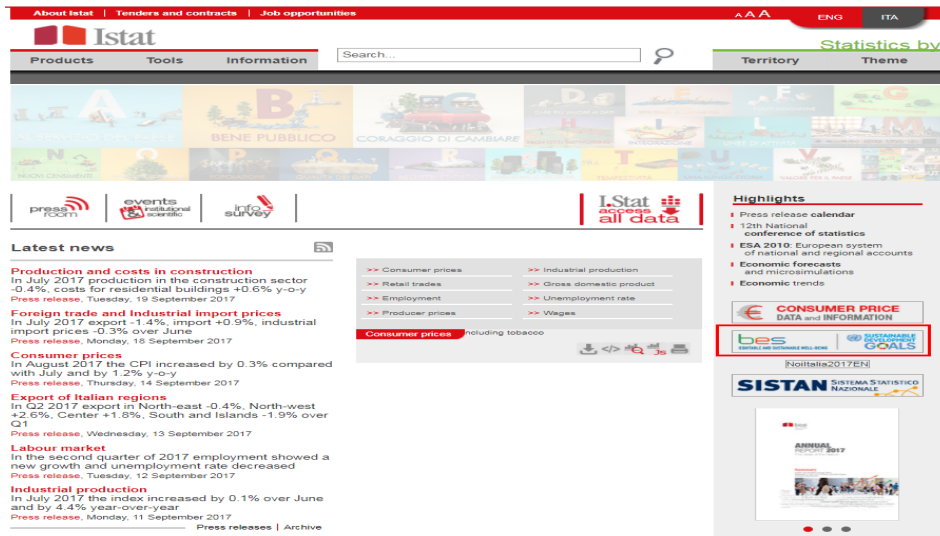 About Istat | Tenders and contracts | Job opportunities
A A A
ENG
ITA
Istat
Search...
Statistics by
Products
Tools
Information
Territory
Theme
BENE PUBBLICO
CORAGGIO DI CAMBIARE
INTEGRAZIONE
NUOVI CENSIMENTI
press room
events institutional & scientific
info survey
I.Stat access all data
Highlights
Press release calendar
12th National
conference of statistics
ESA 2010: European system
of national and regional accounts
Economic forecasts
and microsimulations
Economic trends
Latest news
Production and costs in construction
In July 2017 production in the construction sector
-0.4%, costs for residential buildings +0.6% y-o-y
Press release, Tuesday, 19 September 2017
Foreign trade and Industrial import prices
In July 2017 export -1.4%, import +0.9%, industrial
import prices -0.3% over June
Press release, Monday, 18 September 2017
Consumer prices
In August 2017 the CPI increased by 0.3% compared
with July and by 1.2% y-o-y
Press release, Thursday, 14 September 2017
Export of Italian regions
In Q2 2017 export in North-east -0.4%, North-west
+2.6%, Center +1.8%, South and Islands -1.9% over
Q1
Press release, Wednesday, 13 September 2017
Labour market
In the second quarter of 2017 employment showed a
new growth and unemployment rate decreased
Press release, Tuesday, 12 September 2017
Industrial production
In July 2017 the index increased by 0.1% over June
and by 4.4% year-over-year
Press release, Monday, 11 September 2017
Press releases | Archive
>> Consumer prices
>> Industrial production
>> Retail trades
>> Gross domestic product
>> Employment
>> Unemployment rate
>> Producer prices
>> Wages
Consumer prices including tobacco
JS
CONSUMER PRICE
DATA and INFORMATION
bes
EQUITABLE AND SUSTAINABLE WELL-BEING
SUSTAINABLE
DEVELOPMENT
GOALS
NoiItalia2017EN
SISTAN SISTEMA STATISTICO
NAZIONALE
ANNUAL
REPORT 2017